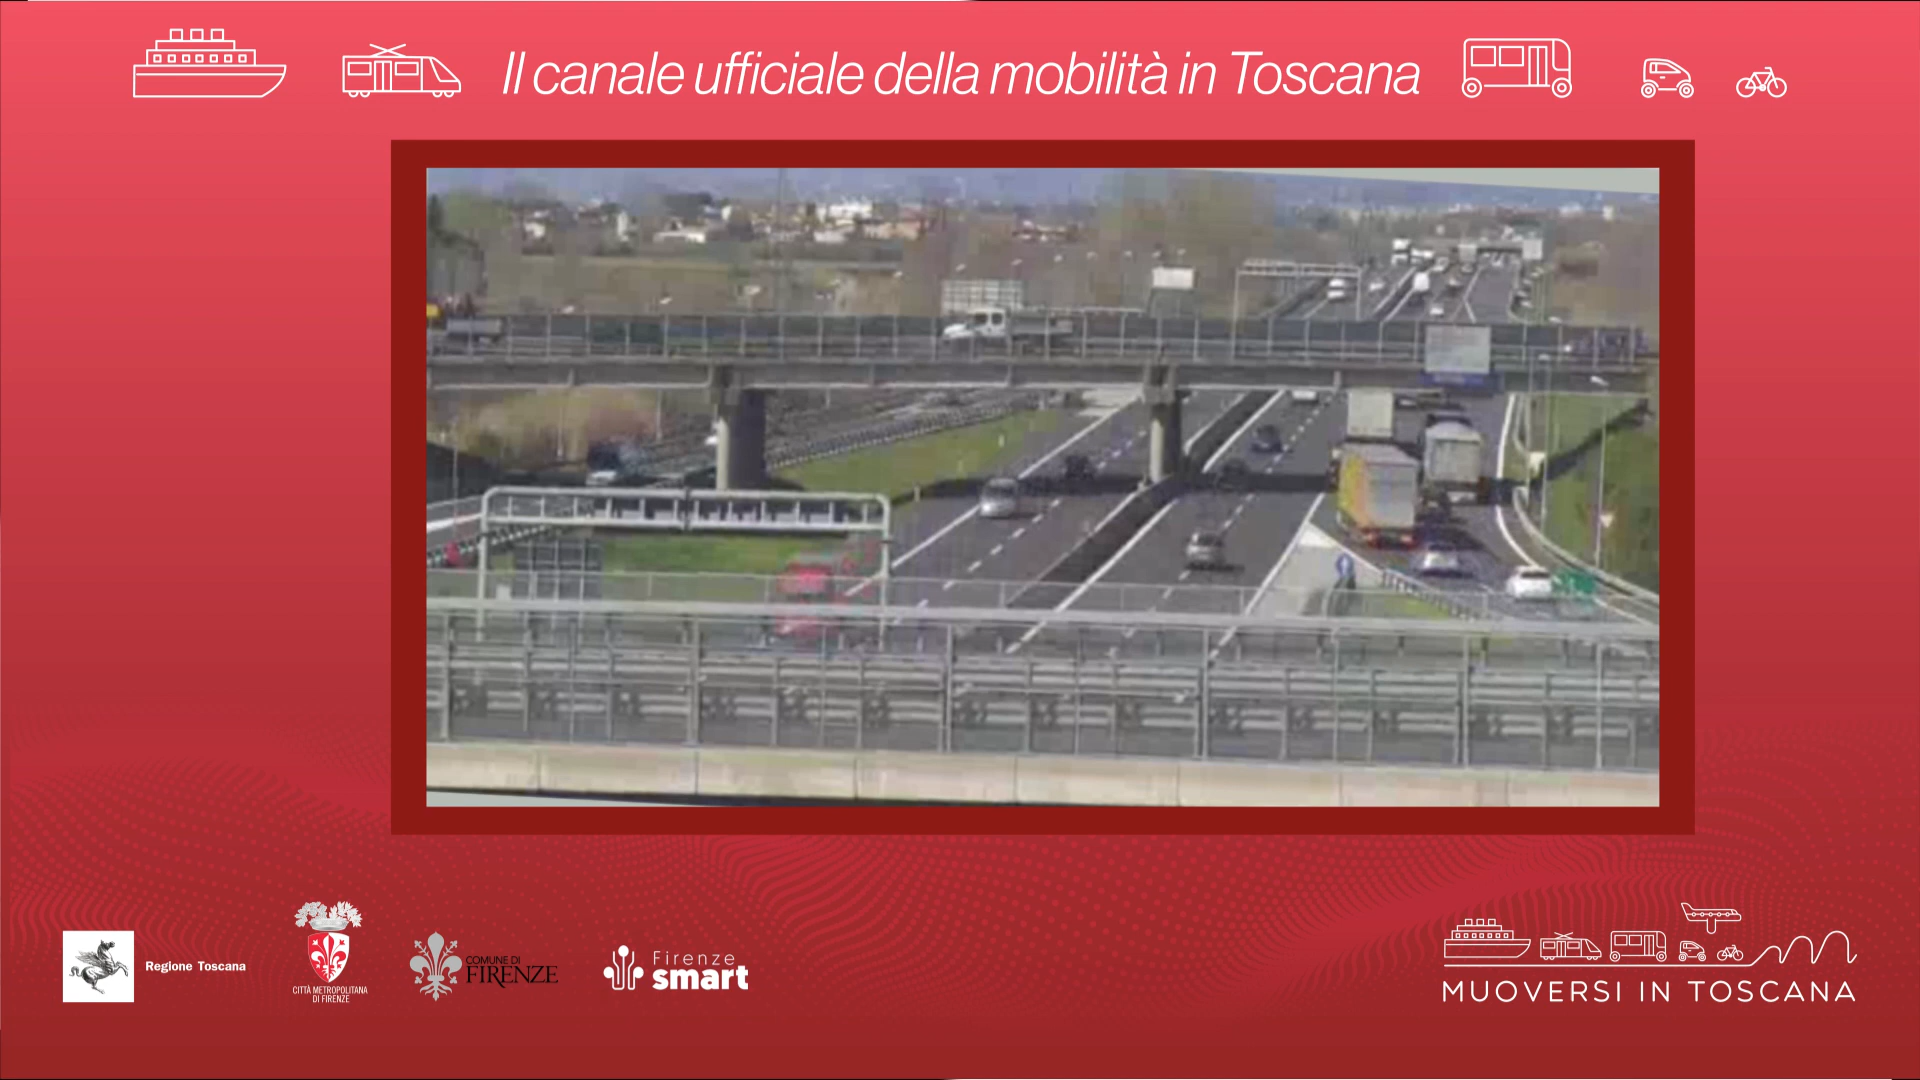 Il canale ufficiale della mobilità in Toscana
Regione Toscana
CITTÀ METROPOLITANA
DI FIRENZE
COMUNE DI
FIRENZE
Firenze
smart
MUOVERSI IN TOSCANA